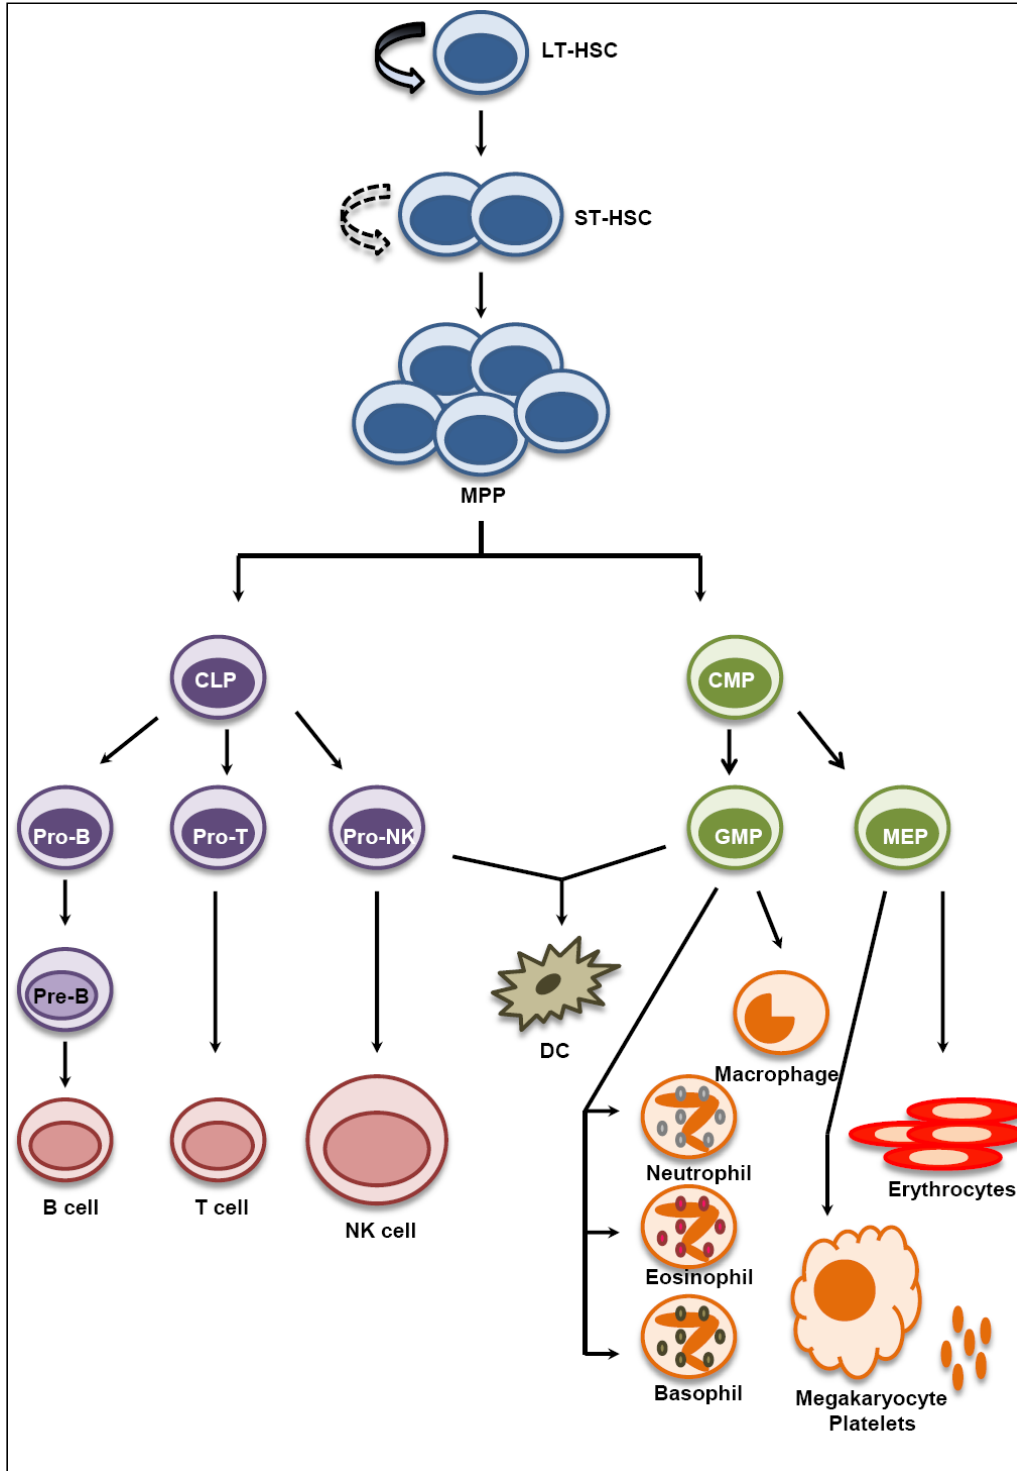 LT-HSC
ST-HSC
MPP
CLP
CMP
Pro-B
Pro-T
Pro-NK
GMP
MEP
Pre-B
DC
Macrophage
Neutrophil
Erythrocytes
B cell
T cell
NK cell
Eosinophil
Basophil
Megakaryocyte
Platelets